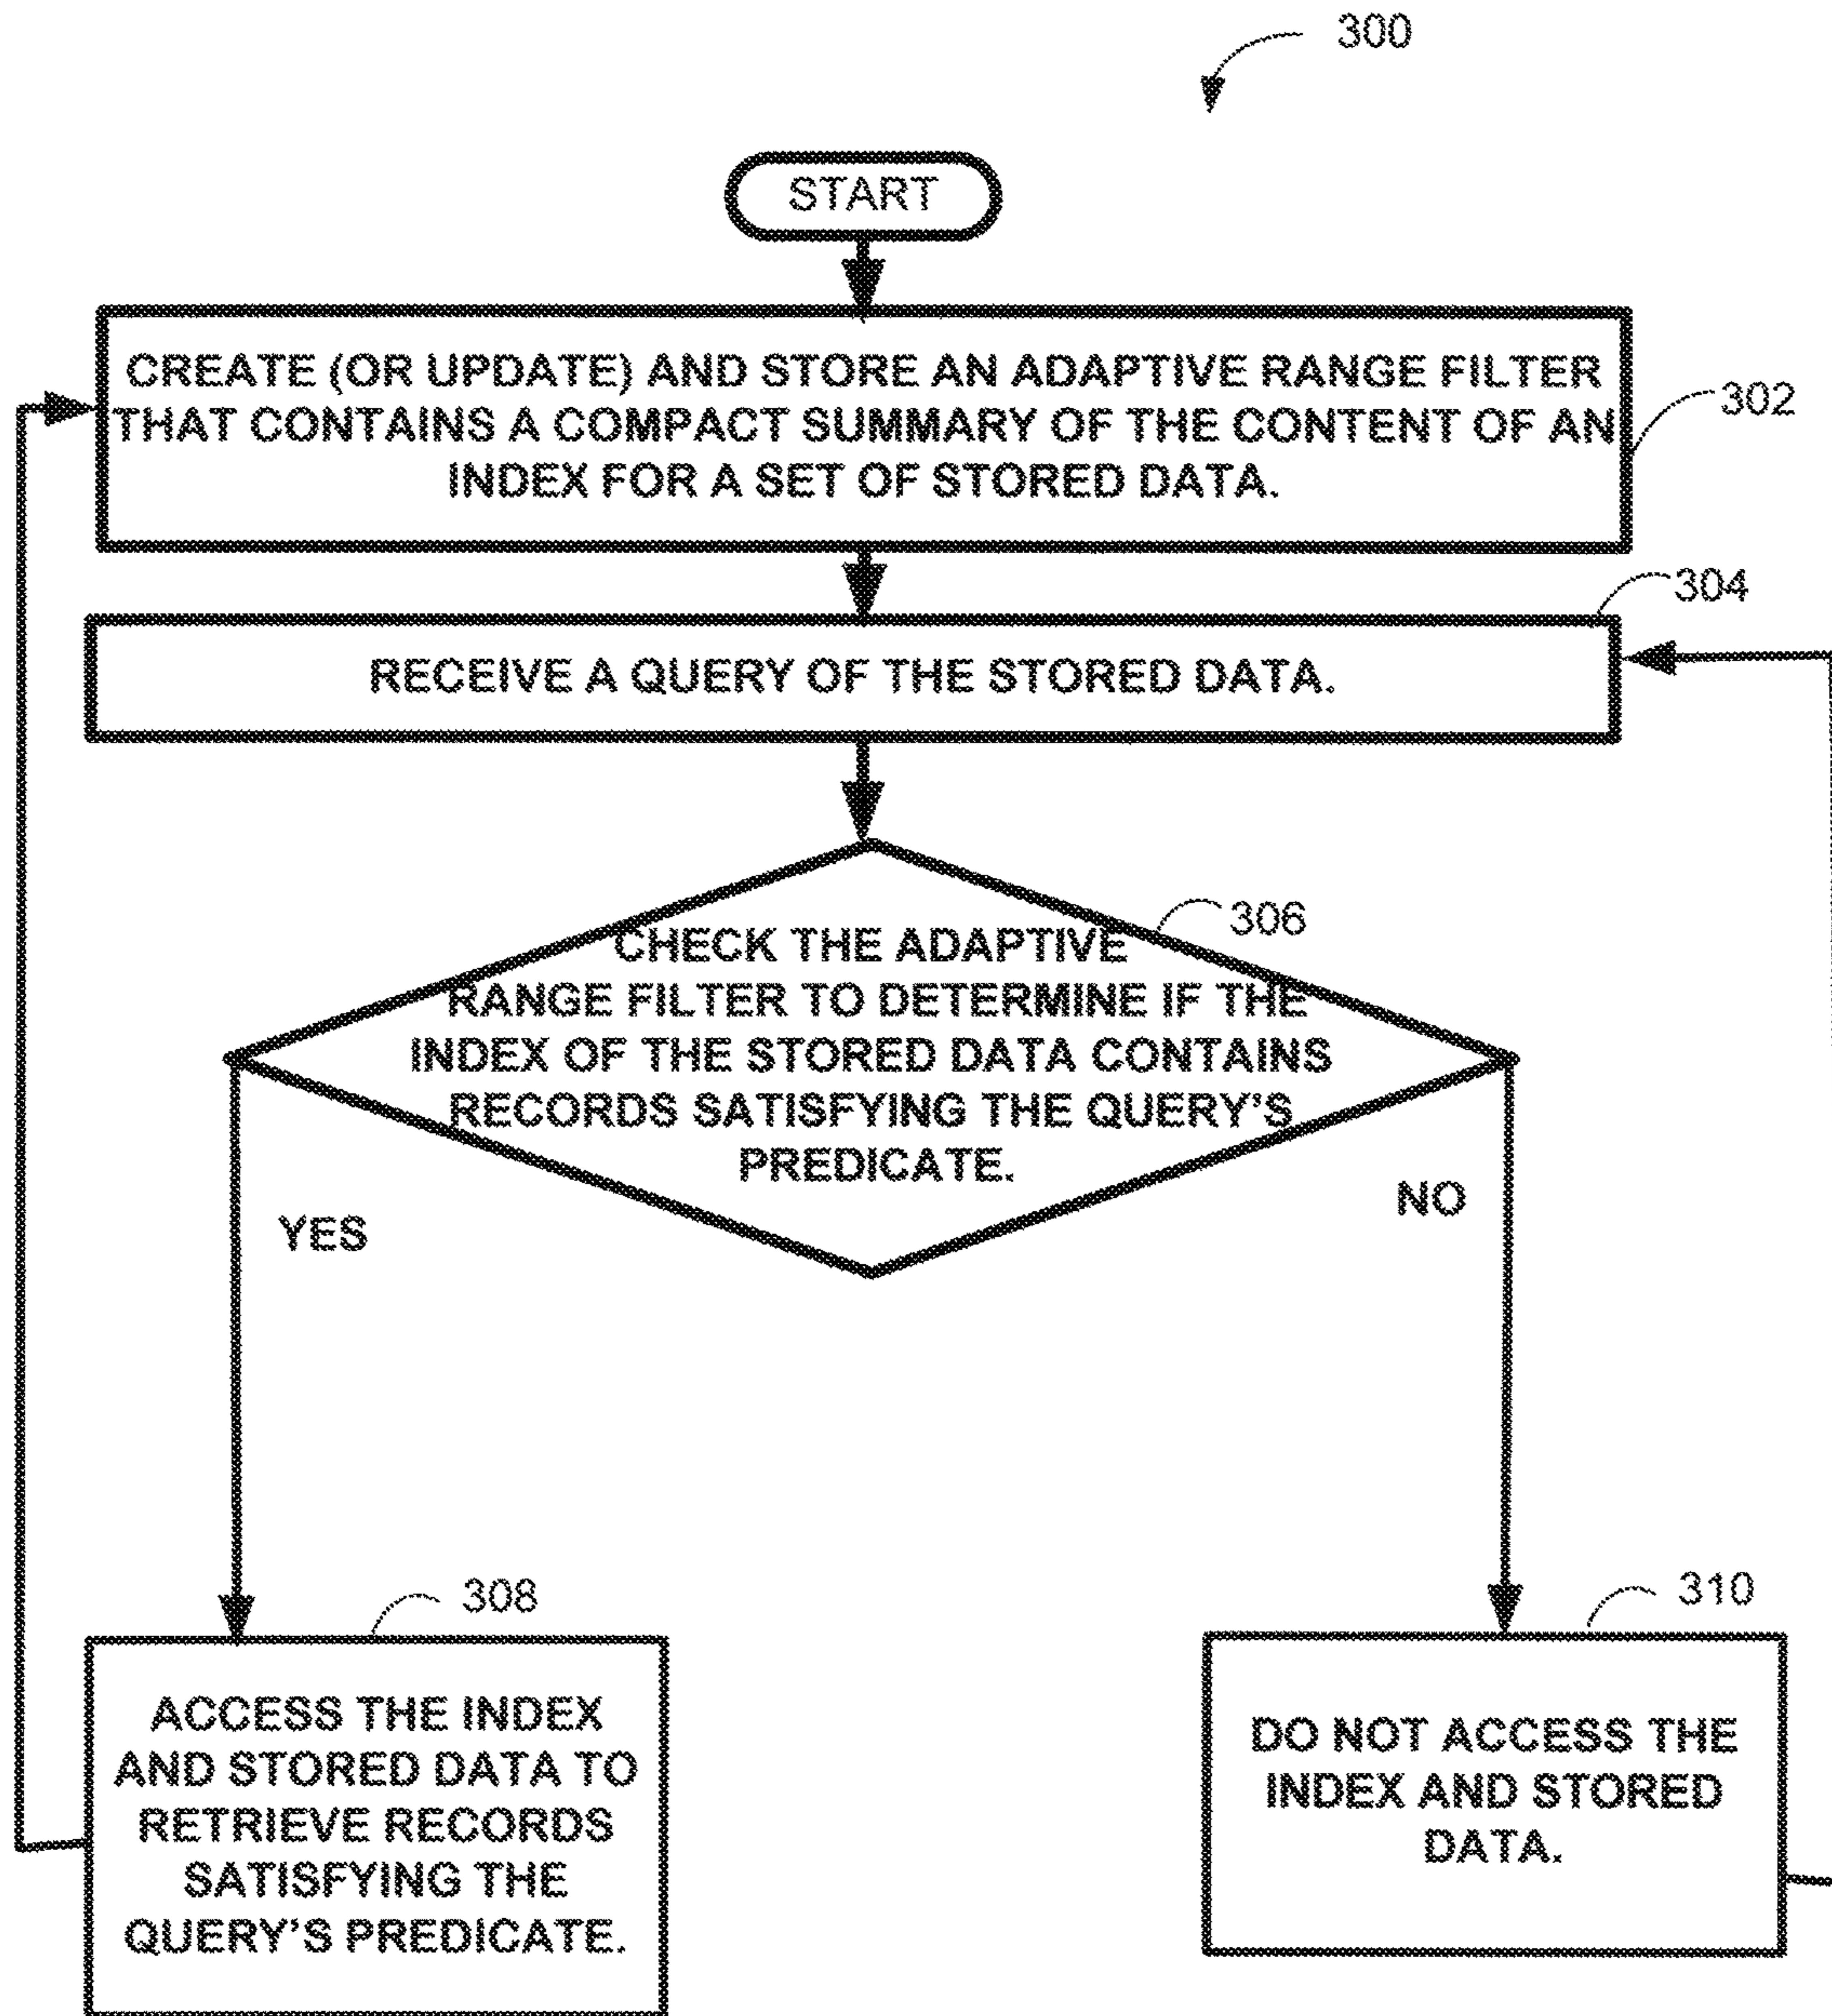 300
START
CREATE (OR UPDATE) AND STORE AN ADAPTIVE RANGE FILTER
THAT CONTAINS A COMPACT SUMMARY OF THE CONTENT OF AN
INDEX FOR A SET OF STORED DATA.
302
304
RECEIVE A QUERY OF THE STORED DATA.
306
CHECK THE ADAPTIVE
RANGE FILTER TO DETERMINE IF THE
INDEX OF THE STORED DATA CONTAINS
RECORDS SATISFYING THE QUERY'S
PREDICATE.
YES
NO
308
ACCESS THE INDEX
AND STORED DATA TO
RETRIEVE RECORDS
SATISFYING THE
QUERY'S PREDICATE.
310
DO NOT ACCESS THE
INDEX AND STORED
DATA.